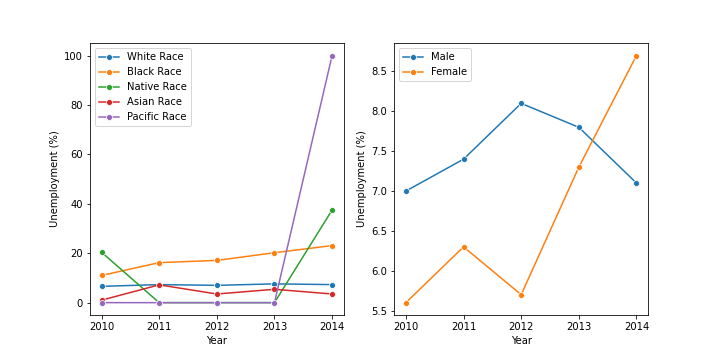 White Race
Black Race
Native Race
Asian Race
Pacific Race
100
80
60
40
20
0
Unemployment (%)
2010 2011 2012 2013 2014
Year
Male
Female
8.5
8.0
7.5
7.0
6.5
6.0
5.5
Unemployment (%)
2010 2011 2012 2013 2014
Year